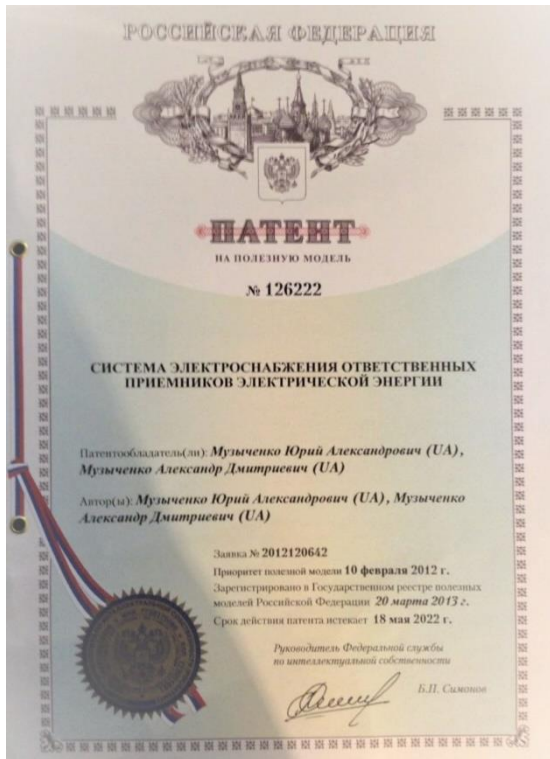 РОССИЙСКАЯ ФЕДЕРАЦИЯ
ПАТЕНТ
НА ПОЛЕЗНУЮ МОДЕЛЬ
№ 126222
СИСТЕМА ЭЛЕКТРОСНАБЖЕНИЯ ОТВЕТСТВЕННЫХ
ПРИЕМНИКОВ ЭЛЕКТРИЧЕСКОЙ ЭНЕРГИИ
Патентообладатель(ли): Музыченко Юрий Александрович (UA),
Музыченко Александр Дмитриевич (UA)
Автор(ы): Музыченко Юрий Александрович (UA), Музыченко
Александр Дмитриевич (UA)
Заявка № 2012120642
Приоритет полезной модели 10 февраля 2012 г.
Зарегистрировано в Государственном реестре полезных
моделей Российской Федерации 20 марта 2013 г.
Срок действия патента истекает 18 мая 2022 г.
Руководитель Федеральной службы
по интеллектуальной собственности
Б.П. Симонов